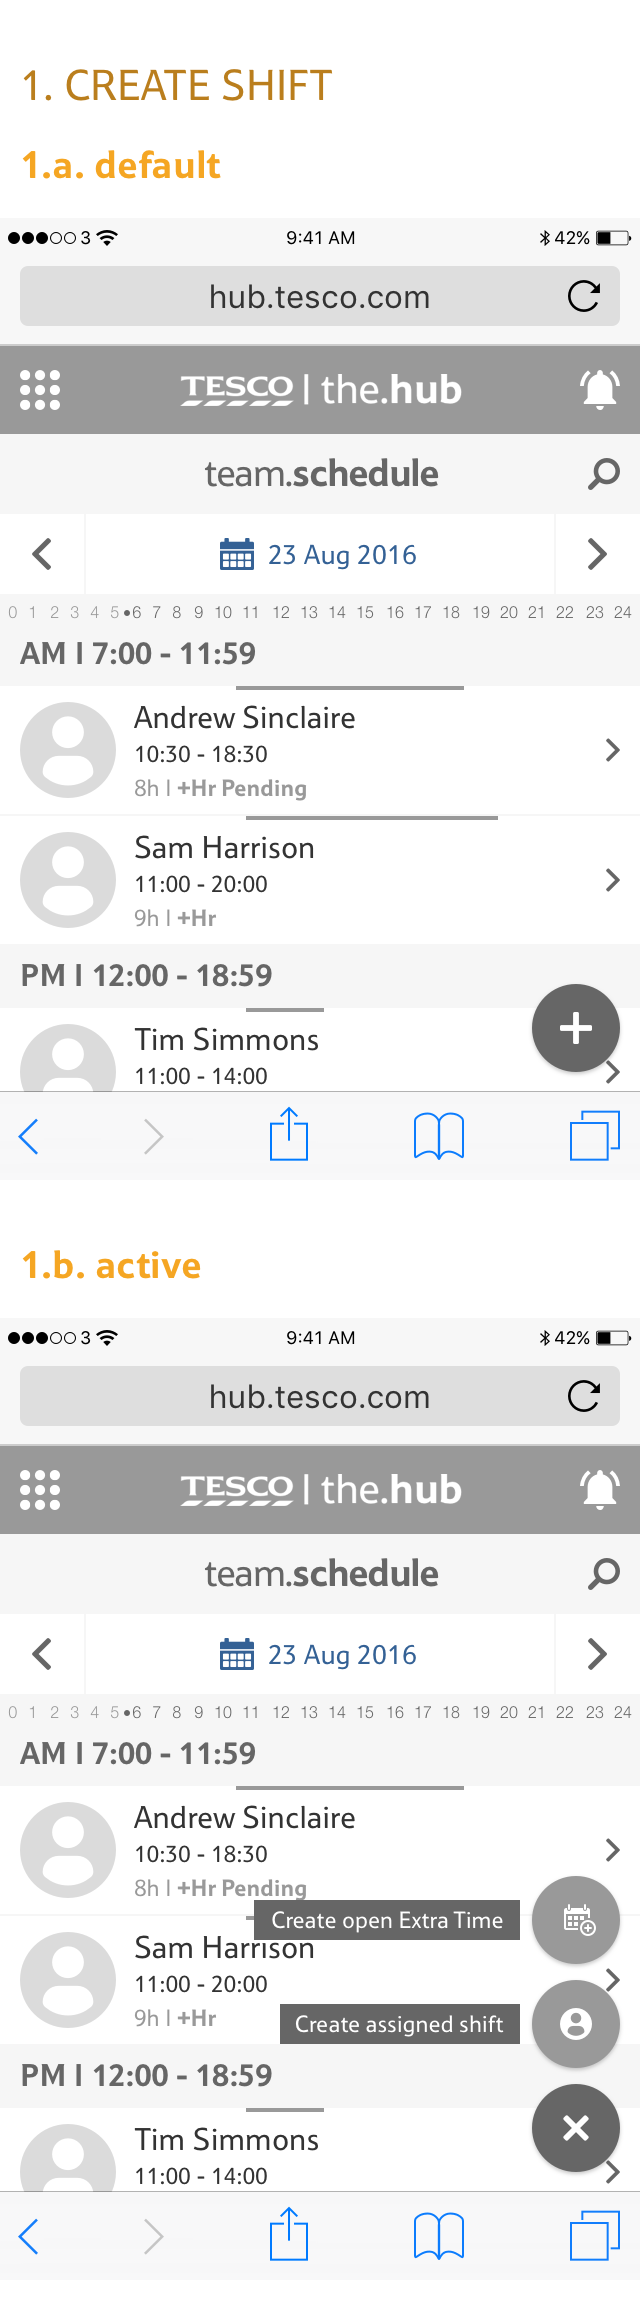 1. CREATE SHIFT
1.a. default
3 9:41 AM 42%
hub.tesco.com
TESCO | the.hub
team.schedule
23 Aug 2016
0 1 2 3 4 5 •6 7 8 9 10 11 12 13 14 15 16 17 18 19 20 21 22 23 24
AM | 7:00 - 11:59
Andrew Sinclaire
10:30 - 18:30
8h | +Hr Pending
Sam Harrison
11:00 - 20:00
9h | +Hr
PM | 12:00 - 18:59
Tim Simmons
11:00 - 14:00
1.b. active
3 9:41 AM 42%
hub.tesco.com
TESCO | the.hub
team.schedule
23 Aug 2016
0 1 2 3 4 5 •6 7 8 9 10 11 12 13 14 15 16 17 18 19 20 21 22 23 24
AM | 7:00 - 11:59
Andrew Sinclaire
10:30 - 18:30
8h | +Hr Pending
Create open Extra Time
Sam Harrison
11:00 - 20:00
9h | +Hr
Create assigned shift
PM | 12:00 - 18:59
Tim Simmons
11:00 - 14:00